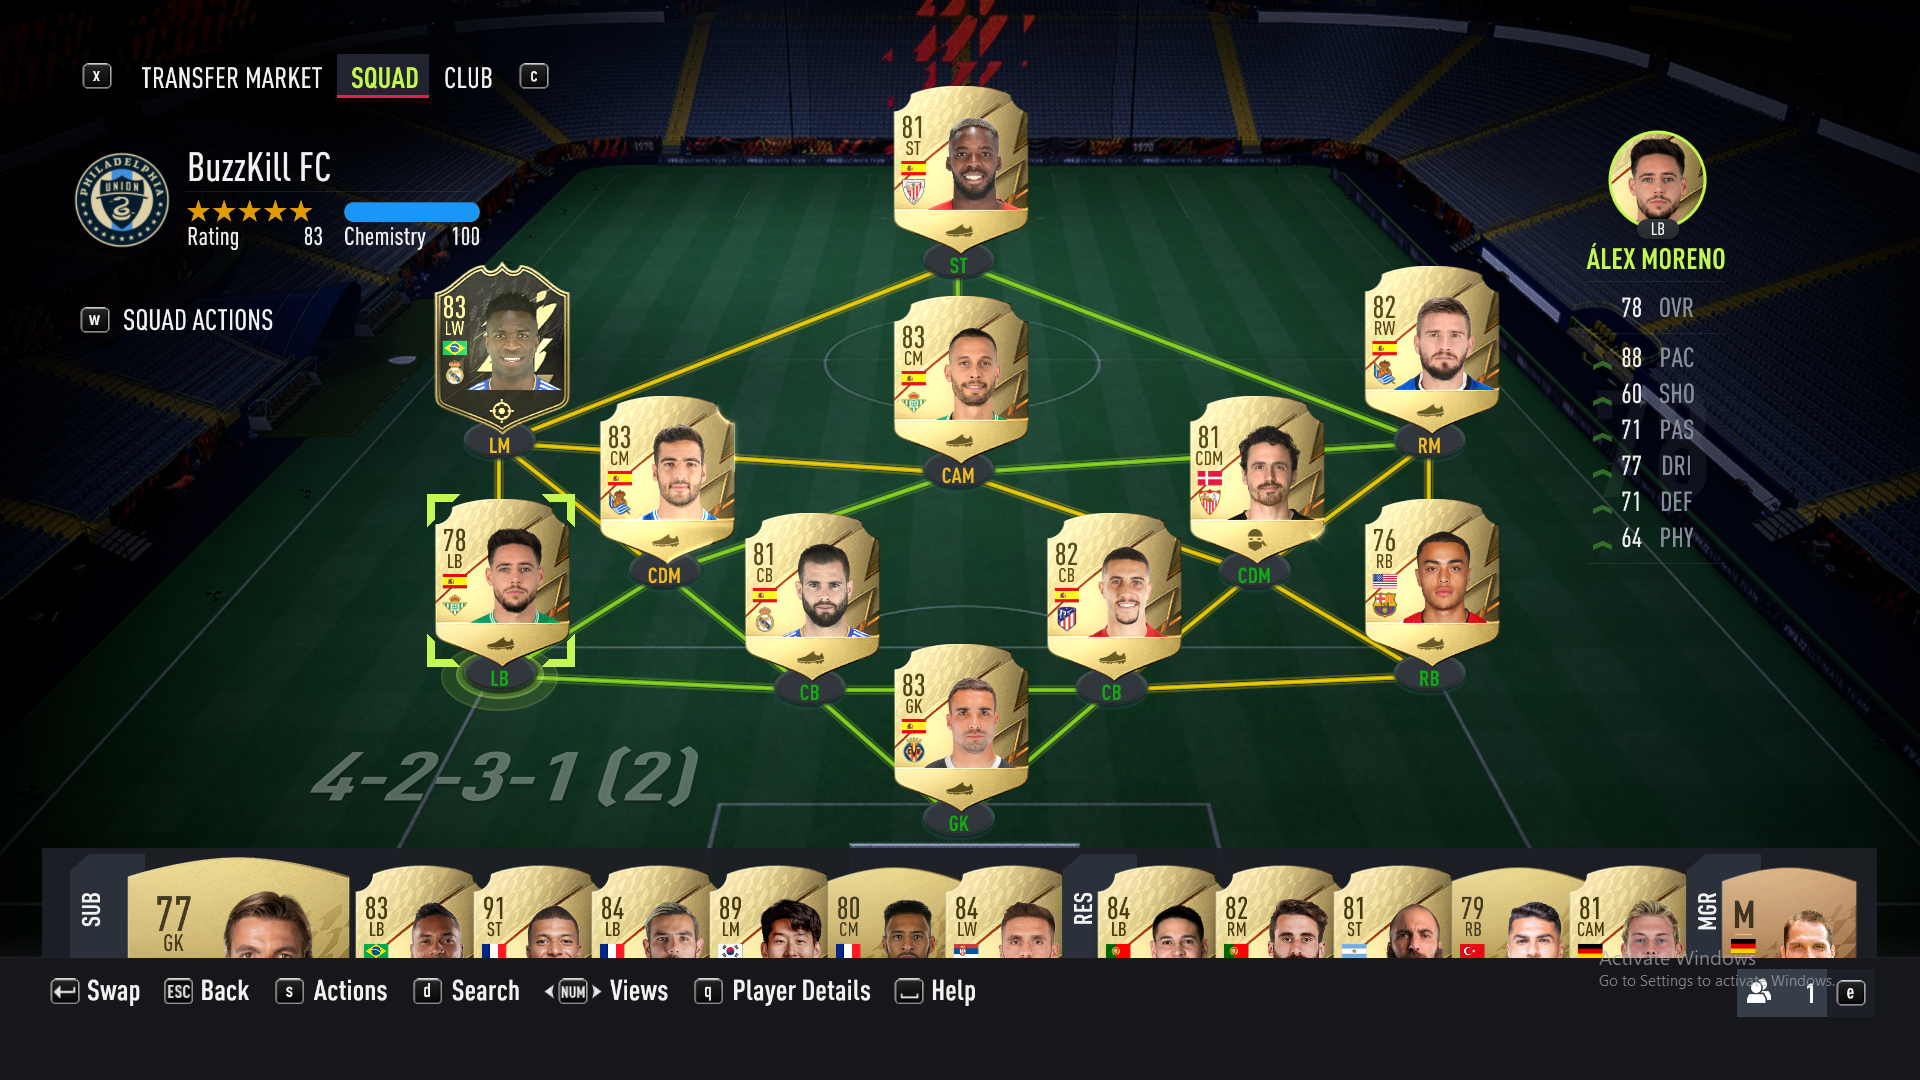 X TRANSFER MARKET SQUAD CLUB C
BuzzKill FC
PHILADELPHIA
UNION
Rating 83 Chemistry 100
W SQUAD ACTIONS
81
ST
ST
83
LW
LM
83
CM
CAM
82
RW
RM
83
CM
CDM
81
CDM
CDM
78
LB
LB
81
CB
CB
82
CB
CB
76
RB
RB
83
GK
GK
LB
ÁLEX MORENO
78 OVR
88 PAC
60 SHO
71 PAS
77 DRI
71 DEF
64 PHY
4-2-3-1 (2)
SUB
77
GK
83
LB
91
ST
84
LB
89
LM
80
CM
84
LW
RES
84
LB
82
RM
81
ST
79
RB
81
CAM
MGR
M
Activate Windows
Go to Settings to activate Windows.
Swap ESC Back s Actions d Search NUM Views q Player Details Help
1 e